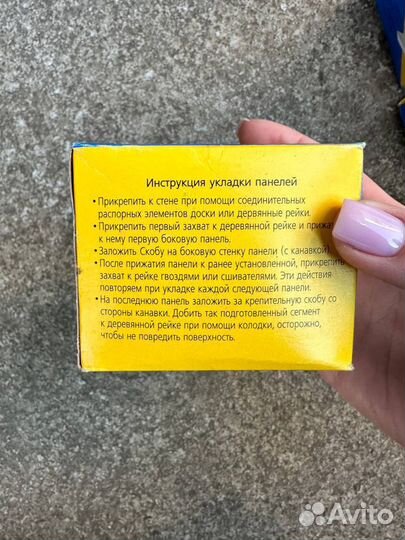 Инструкция укладки панелей
• Прикрепить к стене при помощи соединительных
распорных элементов доски или дервянные рейки.
• Прикрепить первый захват к деревянной рейке и
к нему первую боковую панель.
• Заложить Скобу на боковую стенку панели (с канавкой)
• После прижатия панели к ранее установленной, прикрепить
захват к рейке гвоздями или сшивателями. Эти действия
повторяем при укладке каждой следующей панели.
• На последнюю панель заложить за крепительную скобу со
стороны канавки. Добить так подготовленный сегмент
к деревянной рейке при помощи колодки, осторожно,
чтобы не повредить поверхность.
Avito